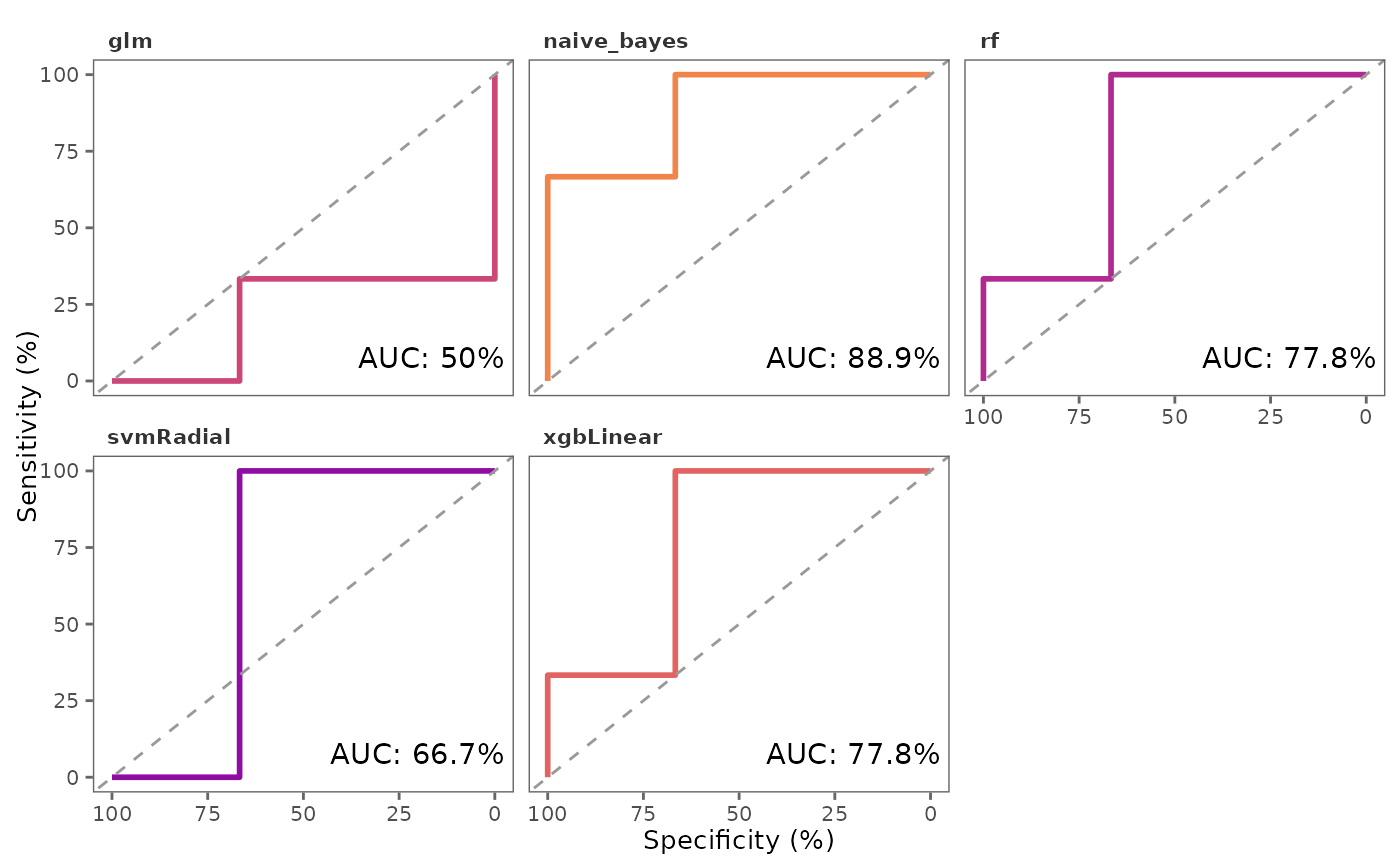 glm
naive_bayes
rf
100
75
50
25
0
AUC: 50%
AUC: 88.9%
AUC: 77.8%
100 75 50 25 0
svmRadial
xgbLinear
100
75
50
25
0
AUC: 66.7%
AUC: 77.8%
100 75 50 25 0
100 75 50 25 0
Sensitivity (%)
Specificity (%)